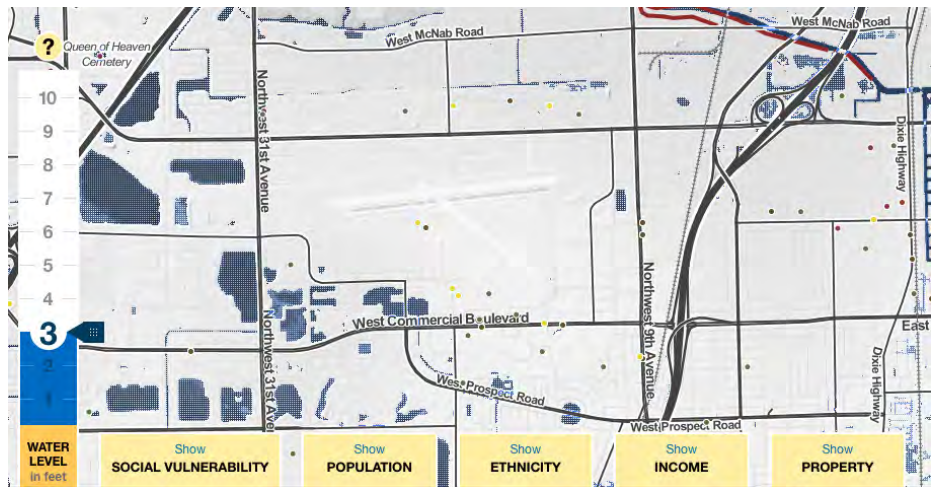 West McNab Road
West McNab Road
?
Queen of Heaven
Cemetery
10
9
8
7
6
5
4
3
2
1
Northwest 31st Avenue
Dixie Highway
West Commercial Boulevard
East
Northwest 31st Aven
Northwest 9th Avenue
Dixie Highway
West Prospect Road
West Prospect Road
WATER
LEVEL
in feet
Show
SOCIAL VULNERABILITY
Show
POPULATION
Show
ETHNICITY
Show
INCOME
Show
PROPERTY